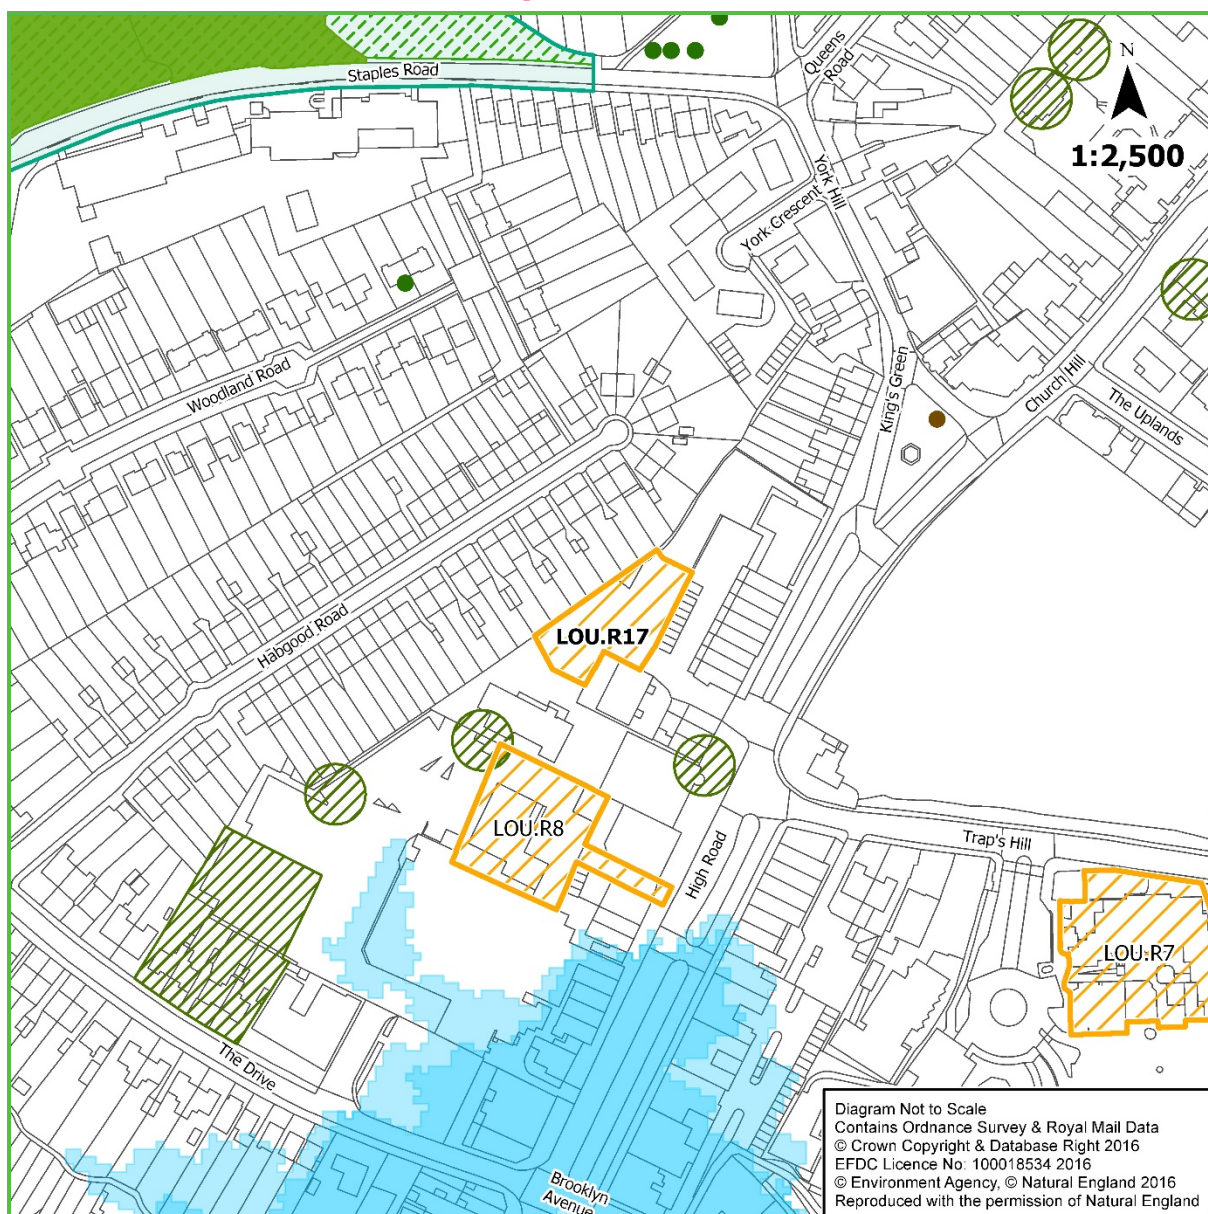 Staples Road
Queens
Road
N
1:2,500
York Hill
York Crescent
Woodland Road
King's Green
Church Hill
The Uplands
Habgood Road
LOU.R17
LOU.R8
High Road
Trap's Hill
LOU.R7
The Drive
Brooklyn
Avenue
Diagram Not to Scale
Contains Ordnance Survey & Royal Mail Data
© Crown Copyright & Database Right 2016
EFDC Licence No: 100018534 2016
© Environment Agency, © Natural England 2016
Reproduced with the permission of Natural England